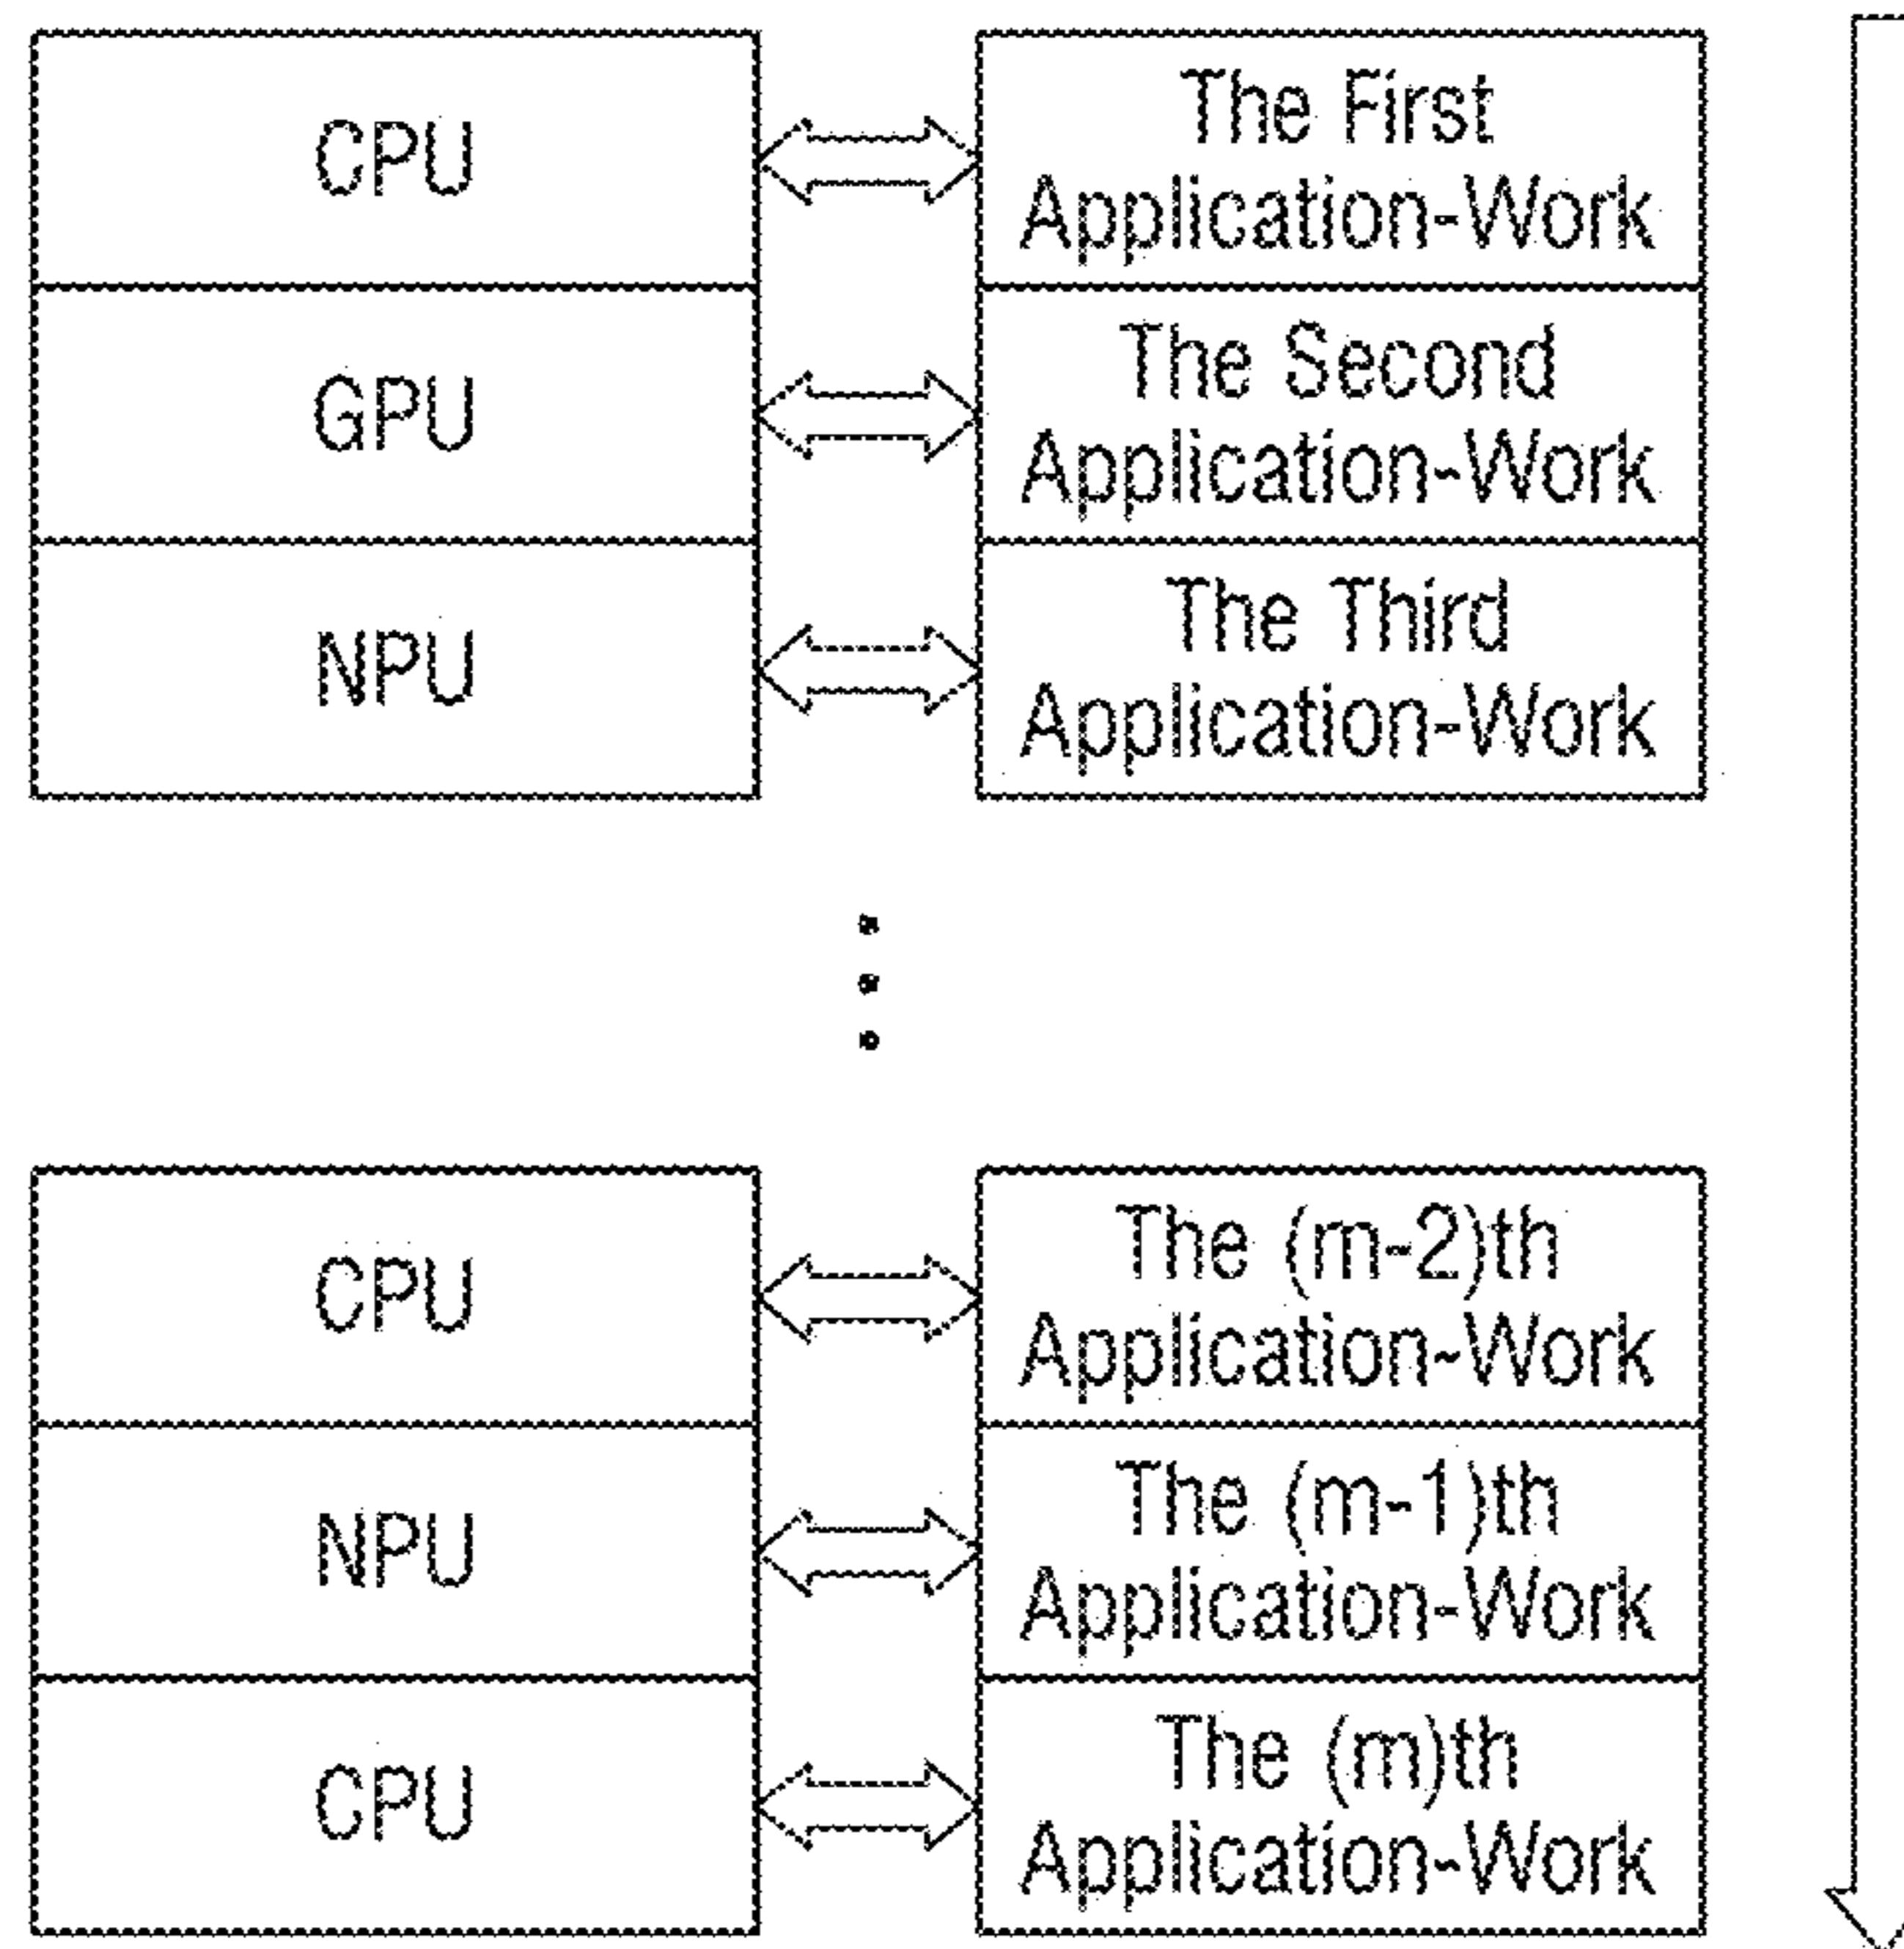 CPU
The First
Application-Work
GPU
The Second
Application-Work
NPU
The Third
Application-Work
CPU
The (m-2)th
Application-Work
NPU
The (m-1)th
Application-Work
CPU
The (m)th
Application-Work